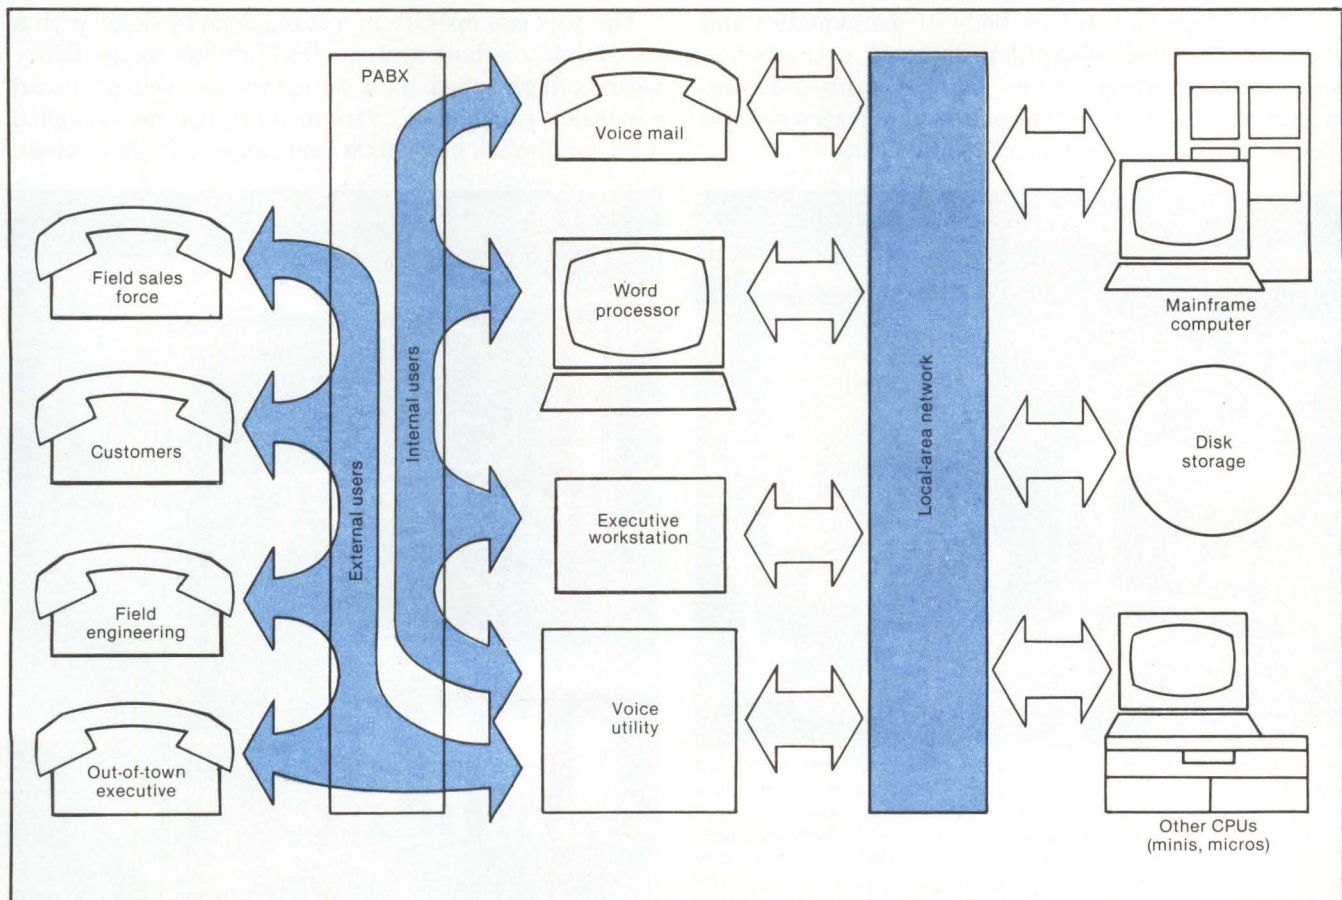 PABX
Voice mail
Field sales
force
Word
processor
Mainframe
computer
Internal users
Local-area network
Customers
Disk
storage
External users
Executive
workstation
Field
engineering
Voice
utility
Out-of-town
executive
Other CPUs
(minis, micros)